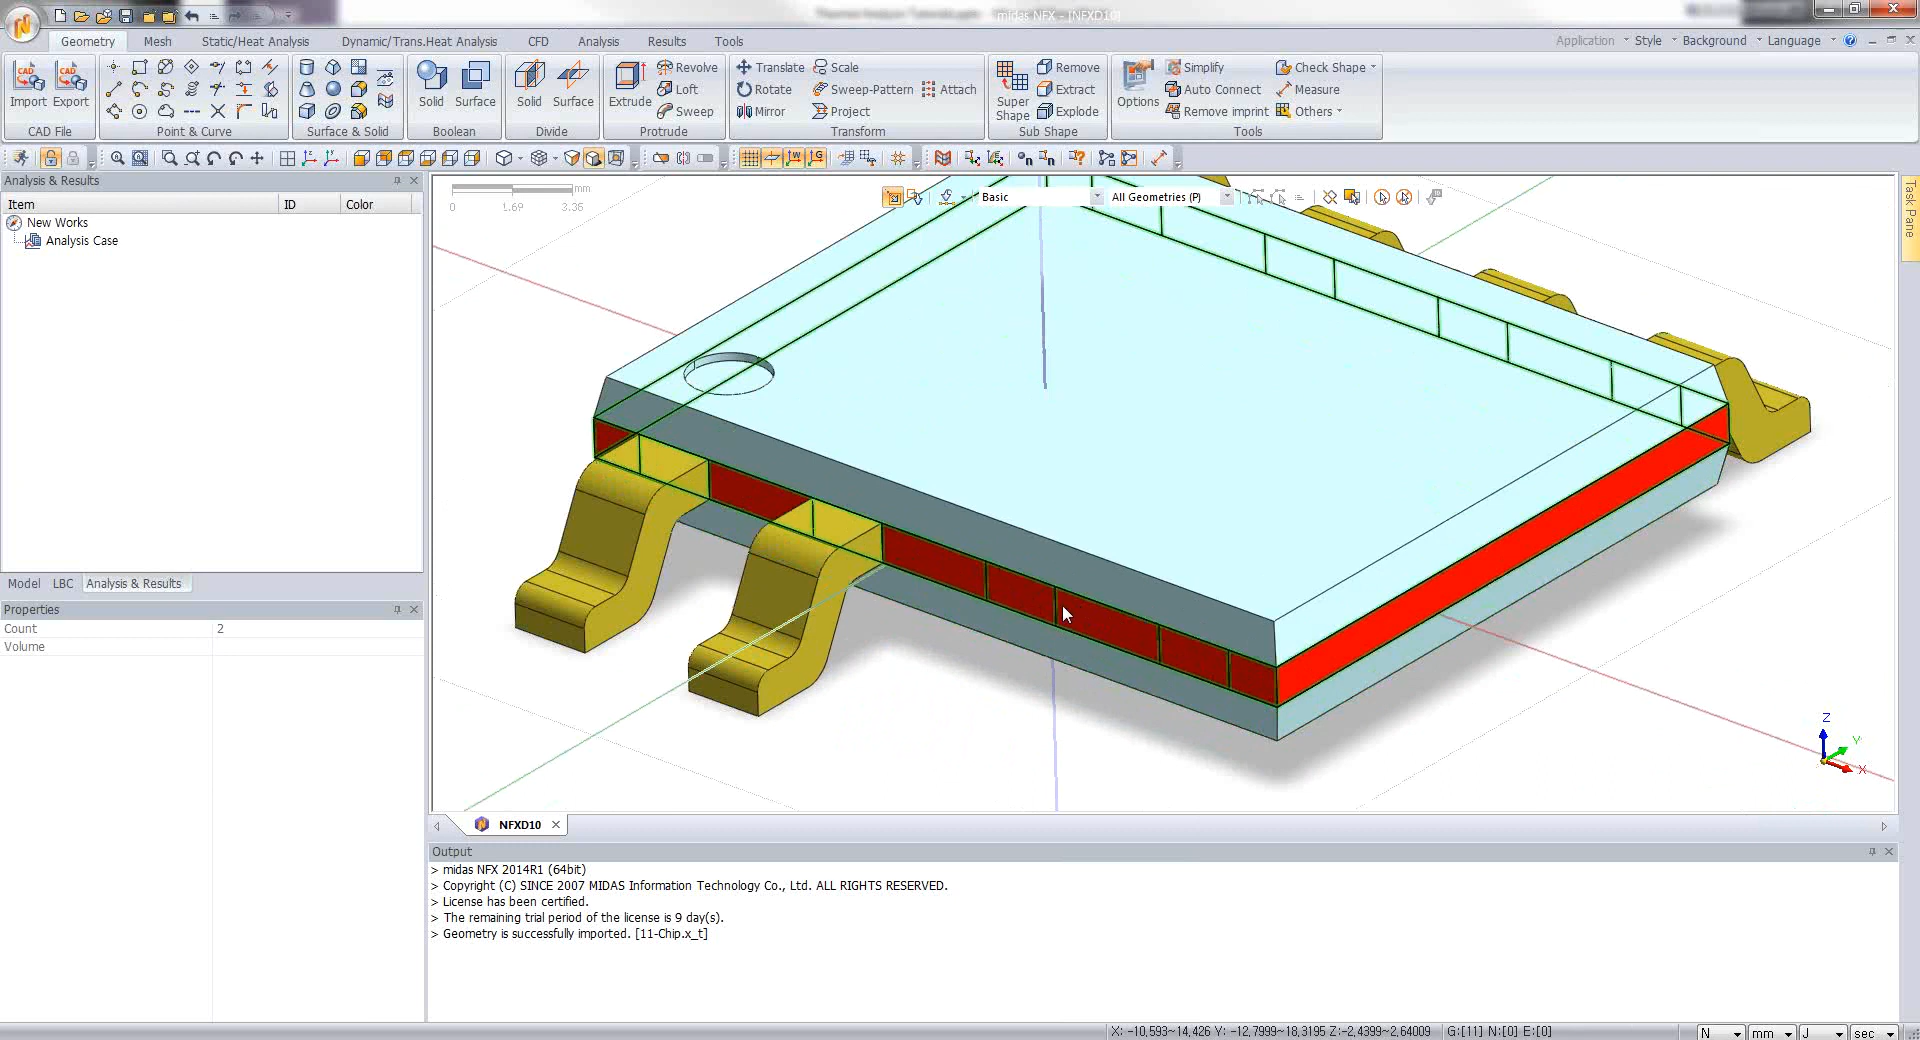 midas NFX - [NFXD10]
Geometry Mesh Static/Heat Analysis Dynamic/Trans.Heat Analysis CFD Analysis Results Tools
Application Style Background Language
CAD CAD
Import Export
CAD File
Point & Curve
Surface & Solid
Solid Surface
Boolean
Solid Surface
Divide
Extrude
Revolve
Loft
Sweep
Protrude
Translate Scale
Rotate Sweep-Pattern Attach
Mirror Project
Transform
Super
Shape
Remove
Extract
Explode
Sub Shape
Options
Simplify Check Shape
Auto Connect Measure
Remove imprint Others
Tools
Analysis & Results
Item ID Color
New Works
Analysis Case
Model LBC Analysis & Results
Properties
Count 2
Volume
mm
0 1.69 3.35
Basic All Geometries (P)
Task Pane
Z
Y
X
NFXD10
Output
> midas NFX 2014R1 (64bit)
> Copyright (C) SINCE 2007 MIDAS Information Technology Co., Ltd. ALL RIGHTS RESERVED.
> License has been certified.
> The remaining trial period of the license is 9 day(s).
> Geometry is successfully imported. [11-Chip.x_t]
X: -10,593~14,426 Y: -12,7999~18,3195 Z:-2,4399~2,64009 G:[11] N:[0] E:[0]
N mm J sec